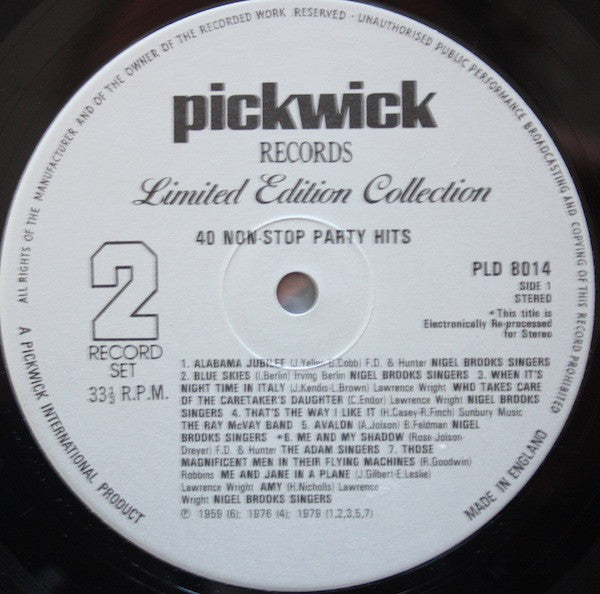 ALL RIGHTS OF THE MANUFACTURER AND OF THE OWNER OF THE RECORDED WORK RESERVED - UNAUTHORISED PUBLIC PERFORMANCE BROADCASTING AND COPYING OF THIS RECORD PROHIBITED
pickwick
RECORDS
Limited Edition Collection
40 NON-STOP PARTY HITS
2
RECORD
SET
33⅓ R.P.M.
PLD 8014
SIDE 1
STEREO
*This title is
Electronically Re-processed
for Stereo
1. ALABAMA JUBILEE (J.Yellen-G.Cobb) F.D. & Hunter NIGEL BROOKS SINGERS
2. BLUE SKIES (I.Berlin) Irving Berlin NIGEL BROOKS SINGERS 3. WHEN IT'S
NIGHT TIME IN ITALY (J.Kendis-L.Brown) Lawrence Wright WHO TAKES CARE
OF THE CARETAKER'S DAUGHTER (C.Endor) Lawrence Wright NIGEL BROOKS
SINGERS 4. THAT'S THE WAY I LIKE IT (H.Casey-R.Finch) Sunbury Music
THE RAY McVAY BAND 5. AVALON (A.Jolson) B.Feldman NIGEL
BROOKS SINGERS *6. ME AND MY SHADOW (Rose-Jolson-
Dreyer) F.D. & Hunter THE ADAM SINGERS 7. THOSE
MAGNIFICENT MEN IN THEIR FLYING MACHINES (R.Goodwin)
Robbins ME AND JANE IN A PLANE (J.Gilbert-E.Leslie)
Lawrence Wright AMY (H.Nicholls) Lawrence
Wright NIGEL BROOKS SINGERS
℗ 1959 (6); 1976 (4); 1979 (1,2,3,5,7)
A PICKWICK INTERNATIONAL PRODUCT
MADE IN ENGLAND